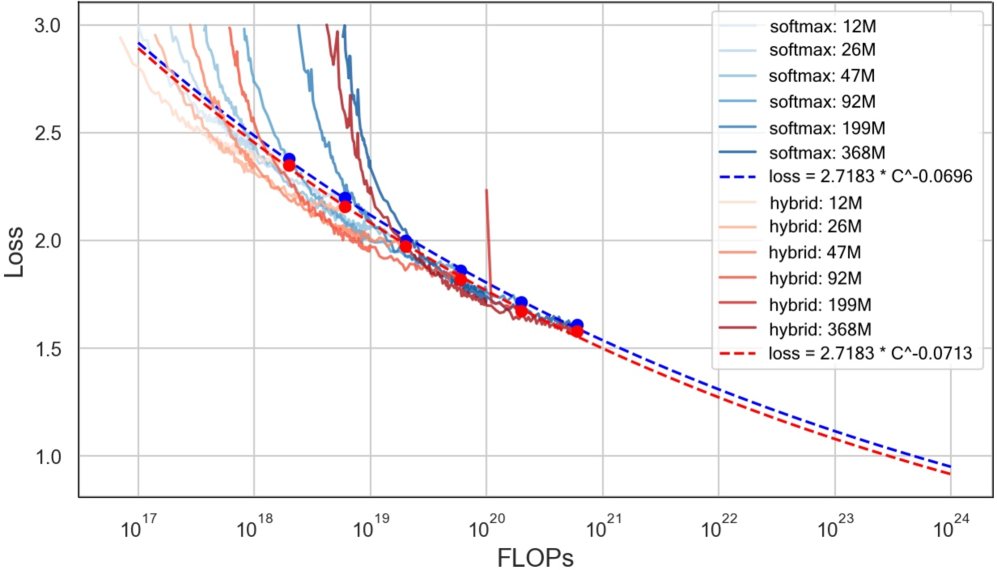 3.0
2.5
2.0
1.5
1.0
Loss
10^17
10^18
10^19
10^20
10^21
10^22
10^23
10^24
FLOPs
softmax: 12M
softmax: 26M
softmax: 47M
softmax: 92M
softmax: 199M
softmax: 368M
loss = 2.7183 * C^-0.0696
hybrid: 12M
hybrid: 26M
hybrid: 47M
hybrid: 92M
hybrid: 199M
hybrid: 368M
loss = 2.7183 * C^-0.0713